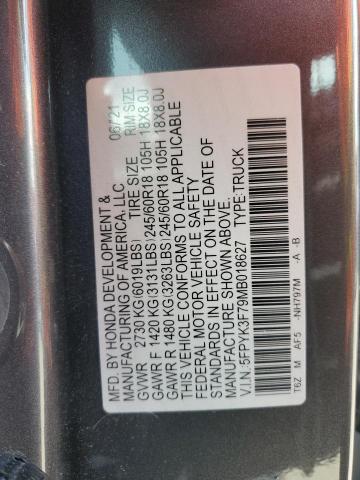 MFD. BY HONDA DEVELOPMENT & 06/21
MANUFACTURING OF AMERICA, LLC
GVWR 2730 KG (6019LBS) TIRE SIZE RIM SIZE
GAWR F 1420 KG(3131LBS) 245/60R18 105H 18X8.0J
GAWR R 1480 KG(3263LBS) 245/60R18 105H 18X8.0J
THIS VEHICLE CONFORMS TO ALL APPLICABLE
FEDERAL MOTOR VEHICLE SAFETY
STANDARDS IN EFFECT ON THE DATE OF
MANUFACTURE SHOWN ABOVE.
V.I.N.:5FPYK3F79MB018627 TYPE:TRUCK
T6Z M AF5 -NH797M- -A -B